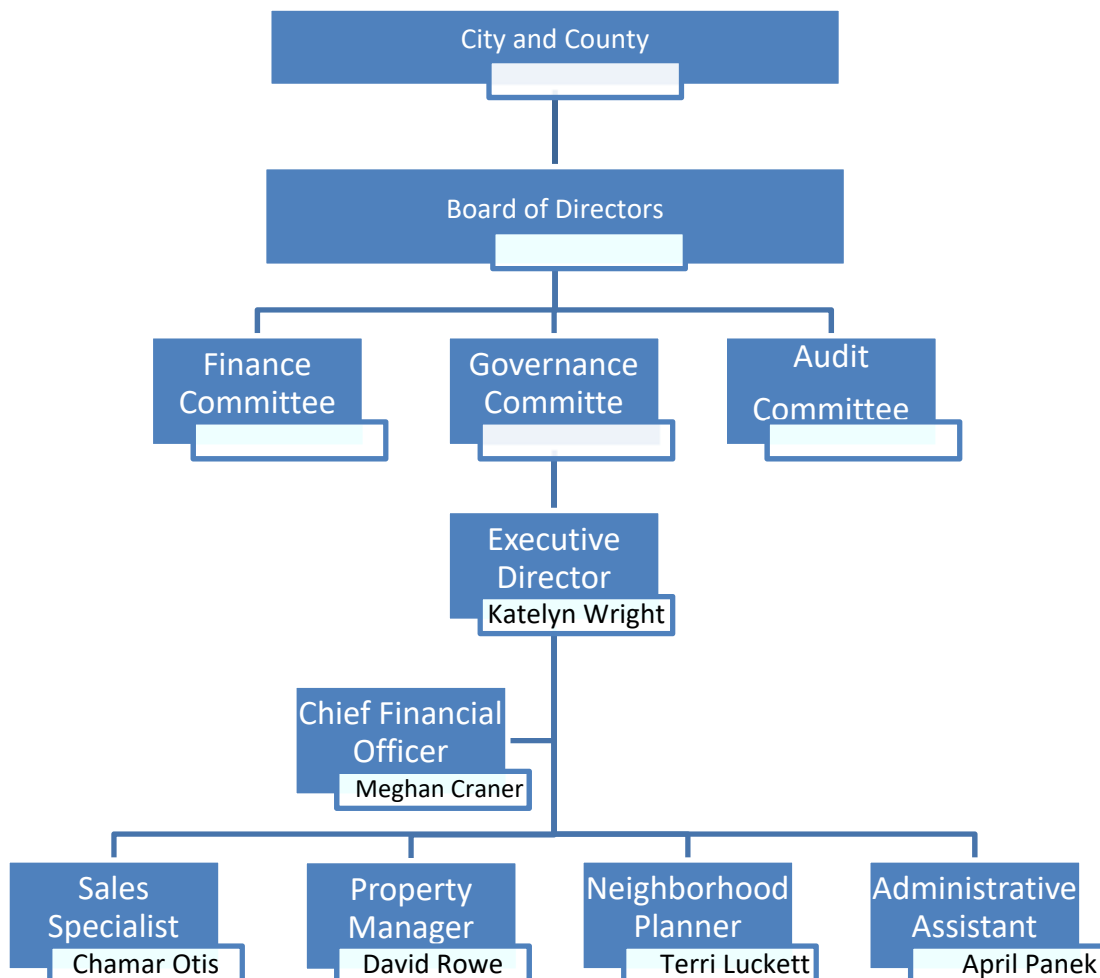 City and County
Board of Directors
Finance
Committee
Governance
Committe
Audit
Committee
Executive
Director
Katelyn Wright
Chief Financial
Officer
Meghan Craner
Sales
Specialist
Chamar Otis
Property
Manager
David Rowe
Neighborhood
Planner
Terri Luckett
Administrative
Assistant
April Panek